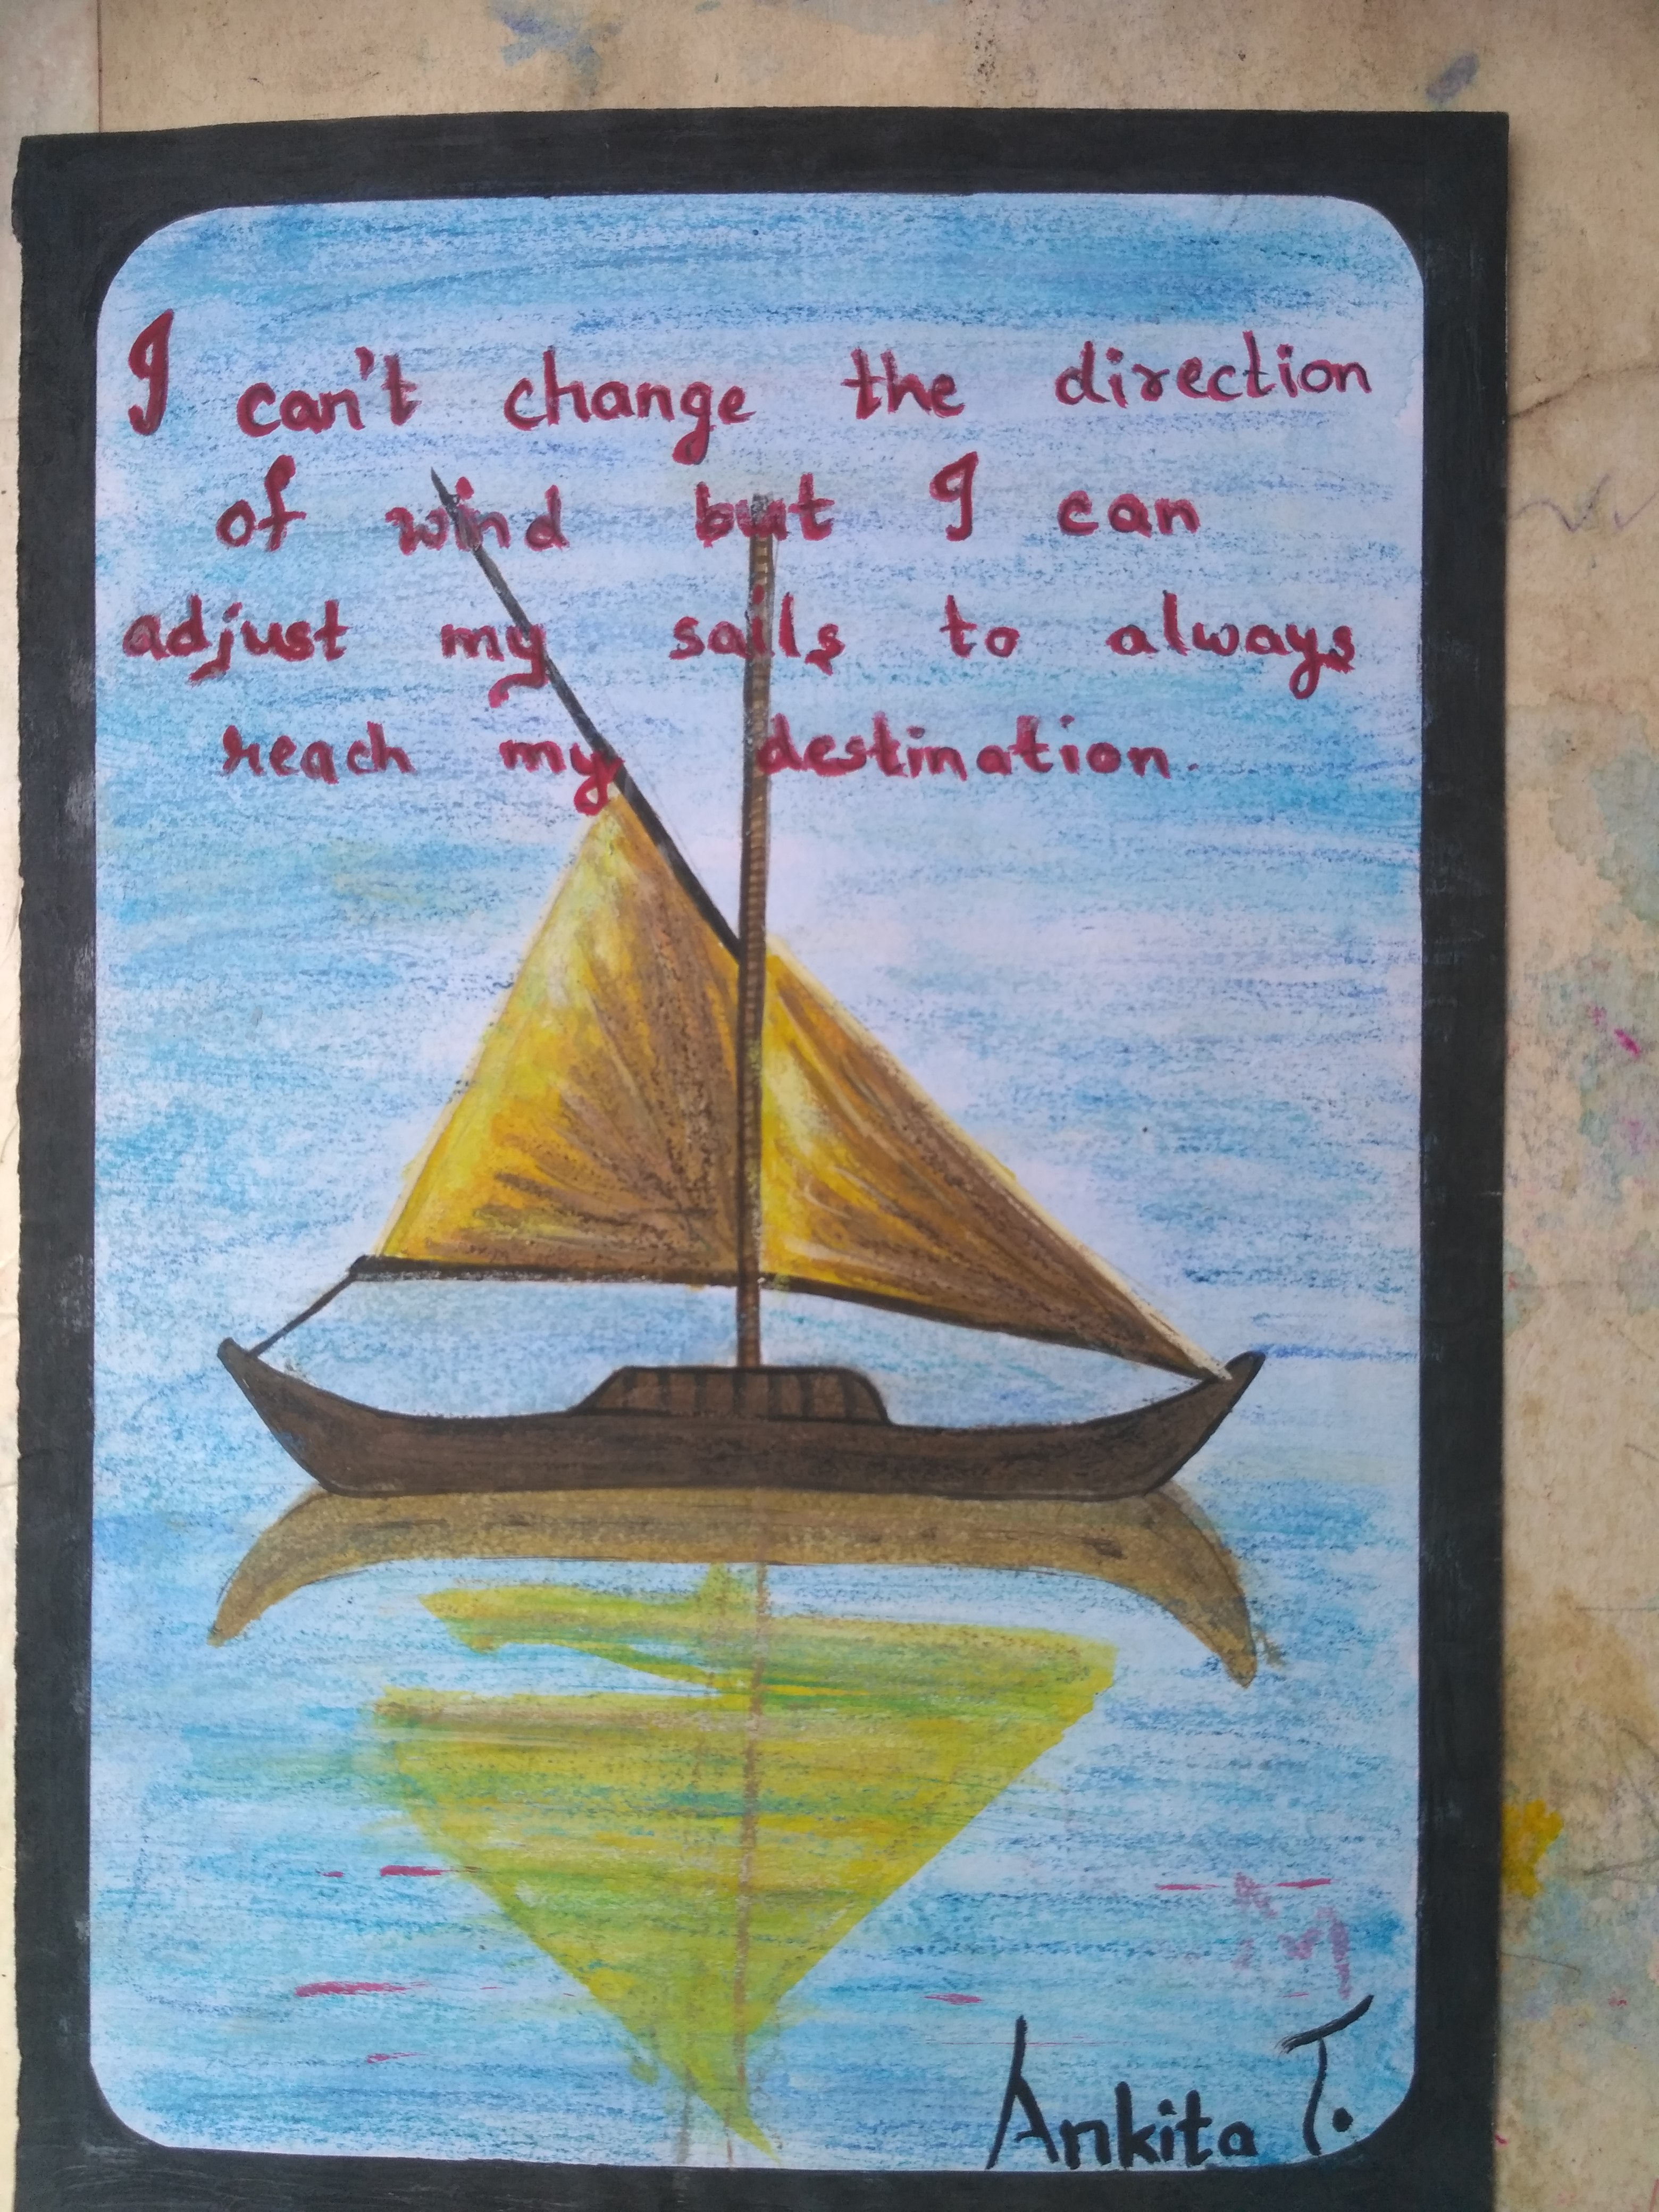 I can't change the direction
of wind but I can
adjust my sails to always
reach my destination.
Ankita T.